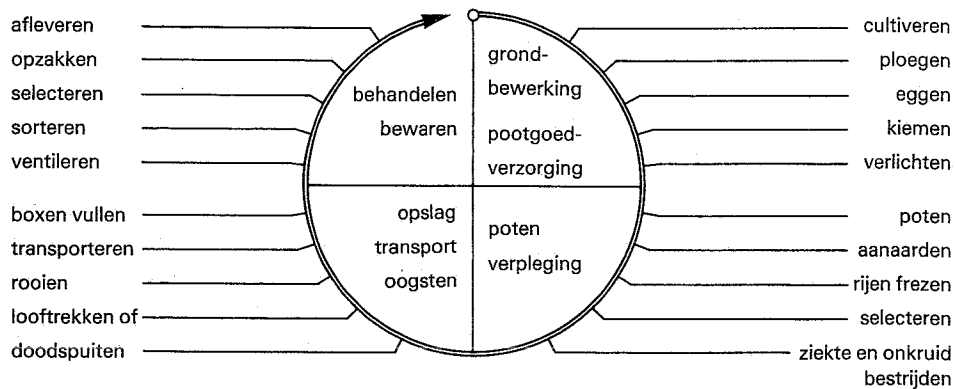 afleveren
opzakken
selecteren
sorteren
ventileren
boxen vullen
transporteren
rooien
looftrekken of
doodspuiten
behandelen
bewaren
opslag
transport
oogsten
grond-
bewerking
pootgoed-
verzorging
poten
verpleging
cultiveren
ploegen
eggen
kiemen
verlichten
poten
aanaarden
rijen frezen
selecteren
ziekte en onkruid
bestrijden